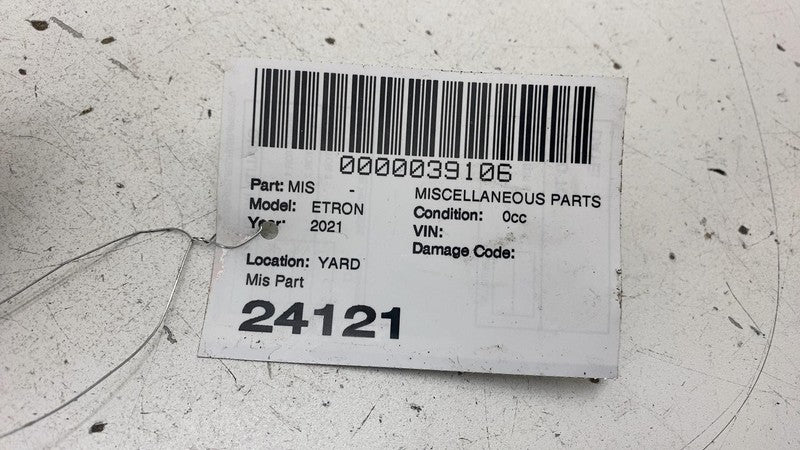 0000039106
Part: MIS - MISCELLANEOUS PARTS
Model: ETRON Condition: 0cc
Year: 2021 VIN:
Damage Code:
Location: YARD
Mis Part
24121